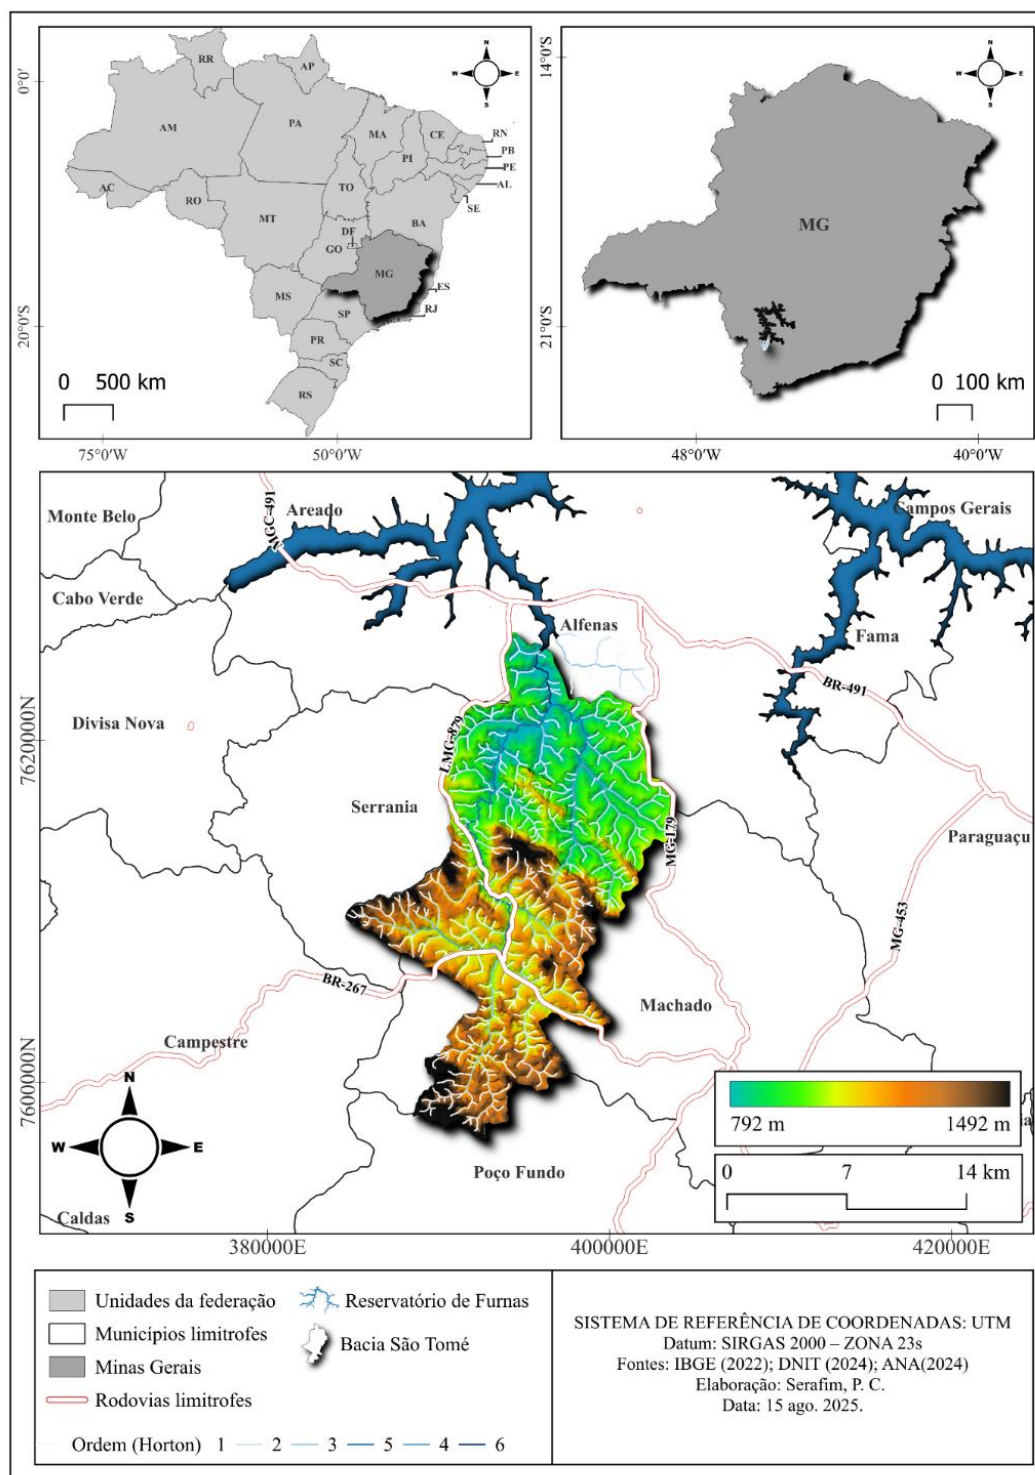 N
W E
S
0°0'
20°0'S
RR
AP
AM
PA
MA
CE
RN
PB
PI
PE
AL
AC
TO
SE
RO
MT
BA
DF
GO
MG
MS
ES
SP
RJ
PR
SC
RS
0 500 km
75°0'W 50°0'W
N
W E
S
14°0'S
21°0'S
MG
0 100 km
48°0'W 40°0'W
MGC-491
Areado
Monte Belo
Campos Gerais
Cabo Verde
Alfenas
Fama
BR-491
Divisa Nova
7620000N
LMG-879
Serrania
MG-179
Paraguaçu
MG-453
BR-267
Machado
Campestre
7600000N
N
W E
S
792 m 1492 m
0 7 14 km
Poço Fundo
Caldas
380000E 400000E 420000E
Unidades da federação
Municípios limitrofes
Minas Gerais
Rodovias limitrofes
Reservatório de Furnas
Bacia São Tomé
Ordem (Horton) 1 2 3 5 4 6
SISTEMA DE REFERÊNCIA DE COORDENADAS: UTM
Datum: SIRGAS 2000 – ZONA 23s
Fontes: IBGE (2022); DNIT (2024); ANA(2024)
Elaboração: Serafim, P. C.
Data: 15 ago. 2025.